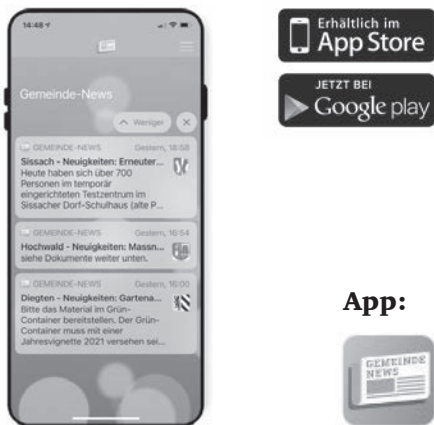 14:48
Gemeinde-News
Weniger
GEMEINDE-NEWS Gestern, 18:58
Sissach - Neuigkeiten: Erneuter...
Heute haben sich über 700
Personen im temporär
eingerichteten Testzentrum im
Sissacher Dorf-Schulhaus (alte P...
GEMEINDE-NEWS Gestern, 16:54
Hochwald - Neuigkeiten: Massn...
siehe Dokumente weiter unten.
GEMEINDE-NEWS Gestern, 16:00
Diegten - Neuigkeiten: Gartena...
Bitte das Material im Grün-
Container bereitstellen. Der Grün-
Container muss mit einer
Jahresvignette 2021 versehen sei...
Erhältlich im
App Store
JETZT BEI
Google play
App:
GEMEINDE
NEWS